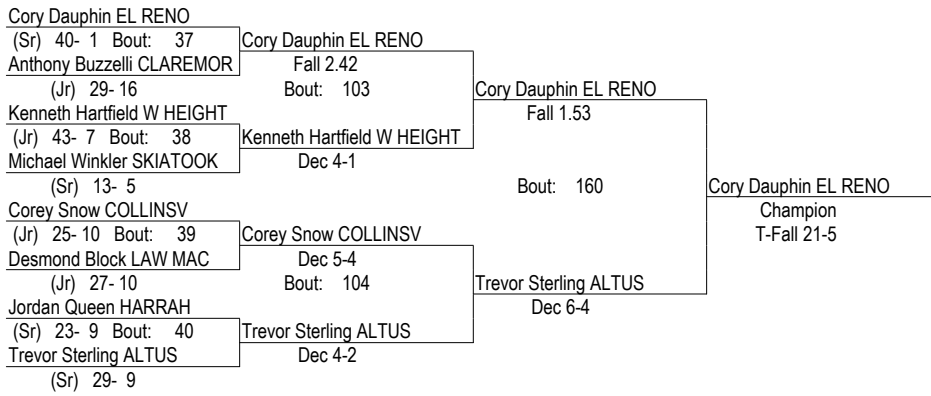 Cory Dauphin EL RENO
(Sr) 40- 1 Bout: 37
Cory Dauphin EL RENO
Anthony Buzzelli CLAREMOR
Fall 2.42
(Jr) 29- 16
Bout: 103
Cory Dauphin EL RENO
Kenneth Hartfield W HEIGHT
Fall 1.53
(Jr) 43- 7 Bout: 38
Kenneth Hartfield W HEIGHT
Michael Winkler SKIATOOK
Dec 4-1
(Sr) 13- 5
Bout: 160
Cory Dauphin EL RENO
Corey Snow COLLINSV
Champion
(Jr) 25- 10 Bout: 39
Corey Snow COLLINSV
T-Fall 21-5
Desmond Block LAW MAC
Dec 5-4
(Jr) 27- 10
Bout: 104
Trevor Sterling ALTUS
Jordan Queen HARRAH
Dec 6-4
(Sr) 23- 9 Bout: 40
Trevor Sterling ALTUS
Trevor Sterling ALTUS
Dec 4-2
(Sr) 29- 9